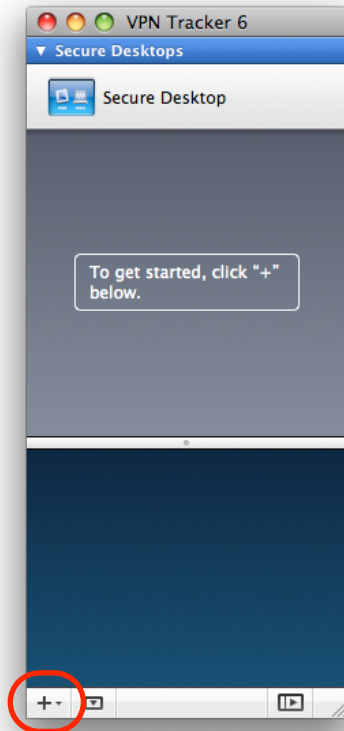 VPN Tracker 6
Secure Desktops
Secure Desktop
To get started, click “+”
below.